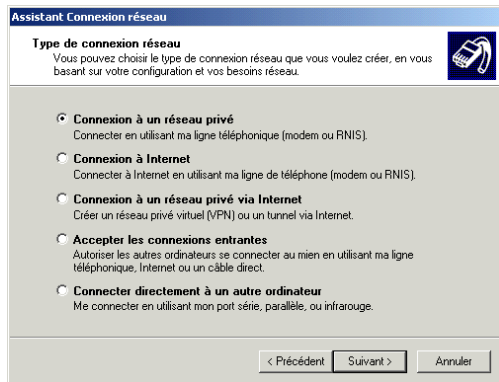 Assistant Connexion réseau
Type de connexion réseau
Vous pouvez choisir le type de connexion réseau que vous voulez créer, en vous
basant sur votre configuration et vos besoins réseau.
Connexion à un réseau privé
Connecter en utilisant ma ligne téléphonique (modem ou RNIS).
Connexion à Internet
Connecter à Internet en utilisant ma ligne de téléphone (modem ou RNIS).
Connexion à un réseau privé via Internet
Créer un réseau privé virtuel (VPN) ou un tunnel via Internet.
Accepter les connexions entrantes
Autoriser les autres ordinateurs se connecter au mien en utilisant ma ligne
téléphonique, Internet ou un câble direct.
Connecter directement à un autre ordinateur
Me connecter en utilisant mon port série, parallèle, ou infrarouge.
< Précédent Suivant > Annuler